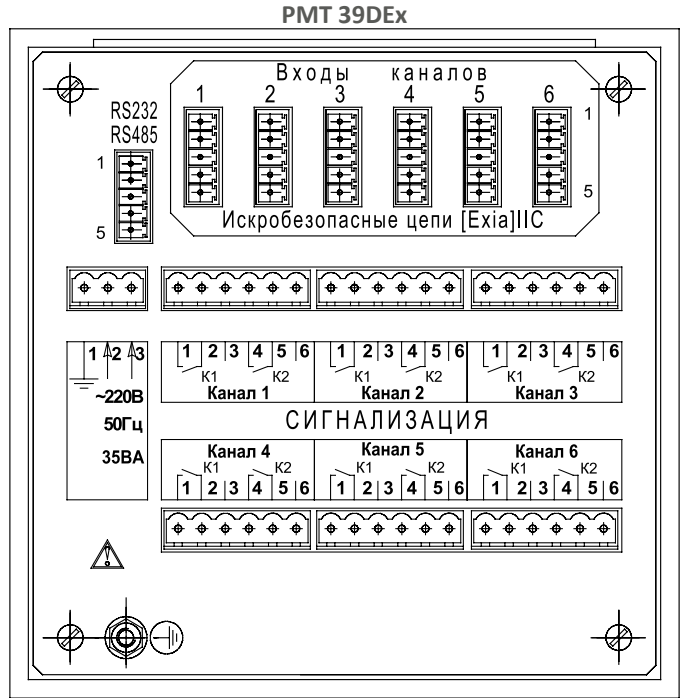 РМТ 39DEx
Входы каналов
1 2 3 4 5 6
RS232
RS485
1
5
1
5
Искробезопасные цепи [Exia]IIC
1 2 3
~220В
50Гц
35ВА
1 2 3 4 5 6 1 2 3 4 5 6 1 2 3 4 5 6
К1 К2 К1 К2 К1 К2
Канал 1 Канал 2 Канал 3
СИГНАЛИЗАЦИЯ
Канал 4 Канал 5 Канал 6
К1 К2 К1 К2 К1 К2
1 2 3 4 5 6 1 2 3 4 5 6 1 2 3 4 5 6